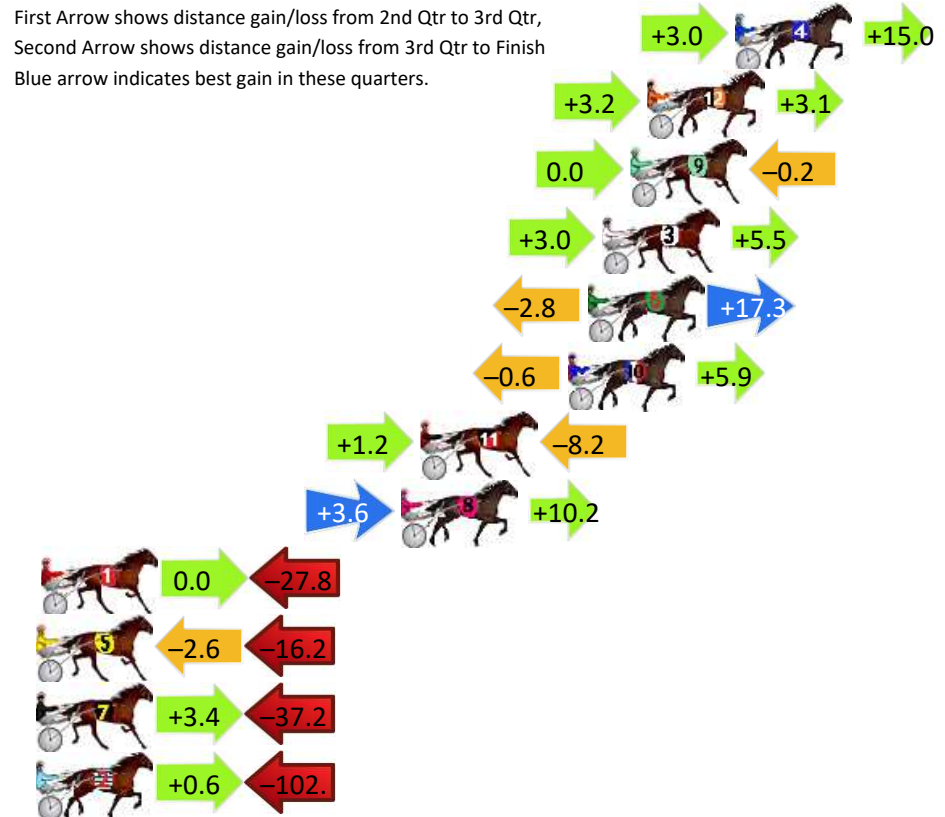 First Arrow shows distance gain/loss from 2nd Qtr to 3rd Qtr,
Second Arrow shows distance gain/loss from 3rd Qtr to Finish
Blue arrow indicates best gain in these quarters.
+3.0 4 +15.0
+3.2 12 +3.1
0.0 9 –0.2
+3.0 3 +5.5
–2.8 +17.3
–0.6 10 +5.9
+1.2 11 –8.2
+3.6 8 +10.2
1 0.0 –27.8
5 –2.6 –16.2
7 +3.4 –37.2
2 +0.6 –102.